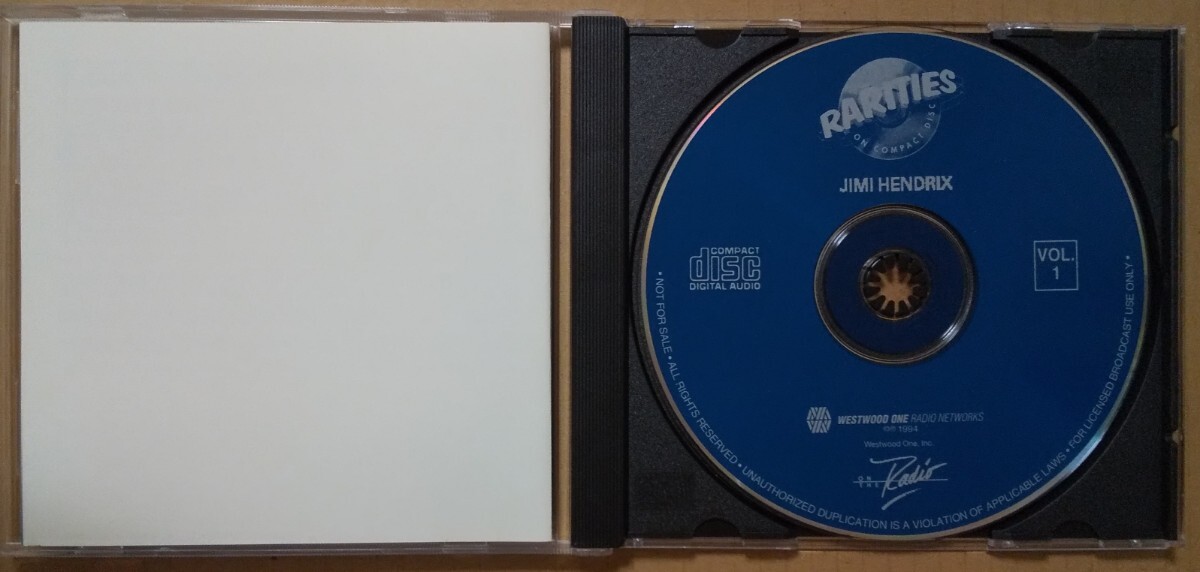 RARITIES
ON COMPACT DISC
JIMI HENDRIX
COMPACT
disc
DIGITAL AUDIO
VOL.
1
WESTWOOD ONE RADIO NETWORKS
℗© 1994
Westwood One, Inc.
ON
THE
Radio
• NOT FOR SALE • ALL RIGHTS RESERVED • UNAUTHORIZED DUPLICATION IS A VIOLATION OF APPLICABLE LAWS • FOR LICENSED BROADCAST USE ONLY •